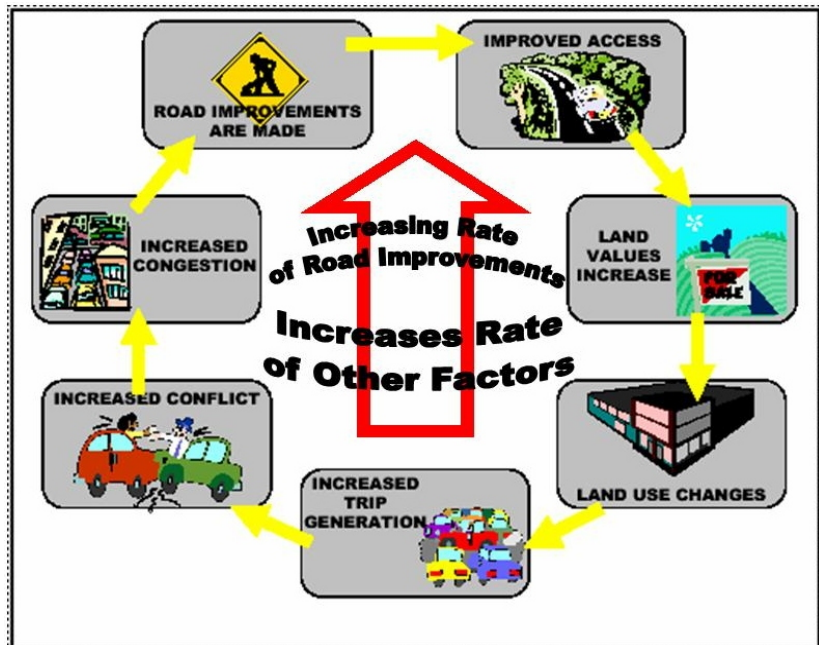 ROAD IMPROVEMENTS
ARE MADE
IMPROVED ACCESS
LAND
VALUES
INCREASE
FOR
SALE
LAND USE CHANGES
INCREASED
TRIP
GENERATION
INCREASED CONFLICT
INCREASED
CONGESTION
Increasing Rate
of Road Improvements
Increases Rate
of Other Factors